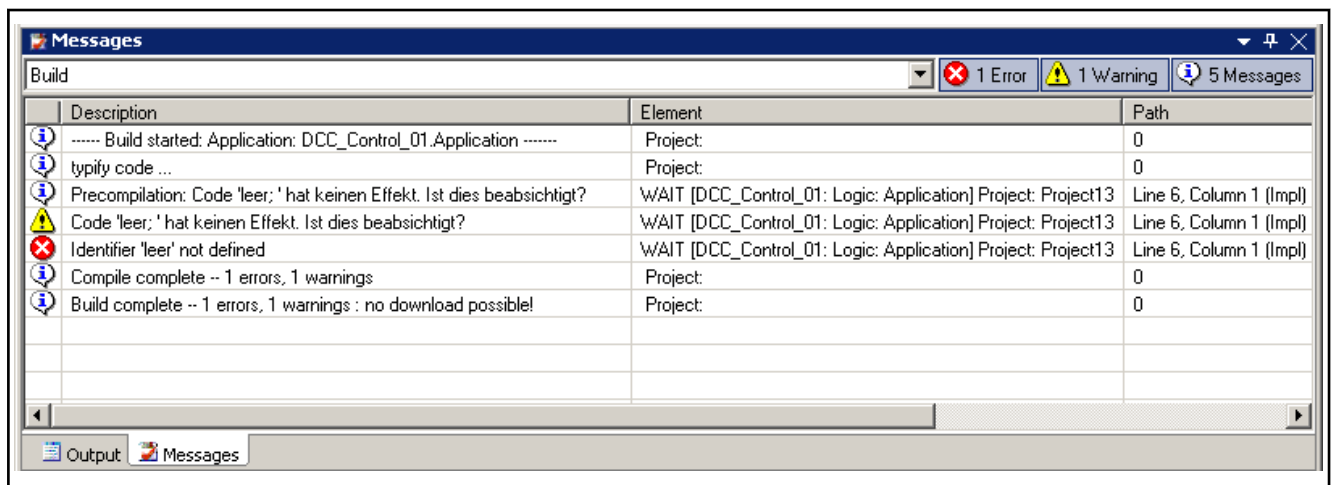 Messages
Build 1 Error 1 Warning 5 Messages
Description Element Path
------ Build started: Application: DCC_Control_01.Application ------- Project: 0
typify code ... Project: 0
Precompilation: Code 'leer; ' hat keinen Effekt. Ist dies beabsichtigt? WAIT [DCC_Control_01: Logic: Application] Project: Project13 Line 6, Column 1 (Impl)
Code 'leer; ' hat keinen Effekt. Ist dies beabsichtigt? WAIT [DCC_Control_01: Logic: Application] Project: Project13 Line 6, Column 1 (Impl)
Identifier 'leer' not defined WAIT [DCC_Control_01: Logic: Application] Project: Project13 Line 6, Column 1 (Impl)
Compile complete -- 1 errors, 1 warnings Project: 0
Build complete -- 1 errors, 1 warnings : no download possible! Project: 0
Output Messages